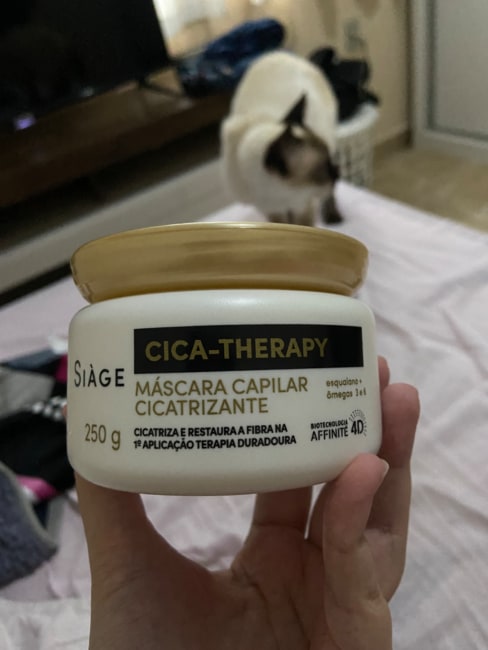 CICA-THERAPY
SIÀGE
MÁSCARA CAPILAR
CICATRIZANTE
esqualano +
ômegas 3 e 6
250 g
CICATRIZA E RESTAURA A FIBRA NA
1ª APLICAÇÃO TERAPIA DURADOURA
BIOTECNOLOGIA
AFFINITÉ 4D